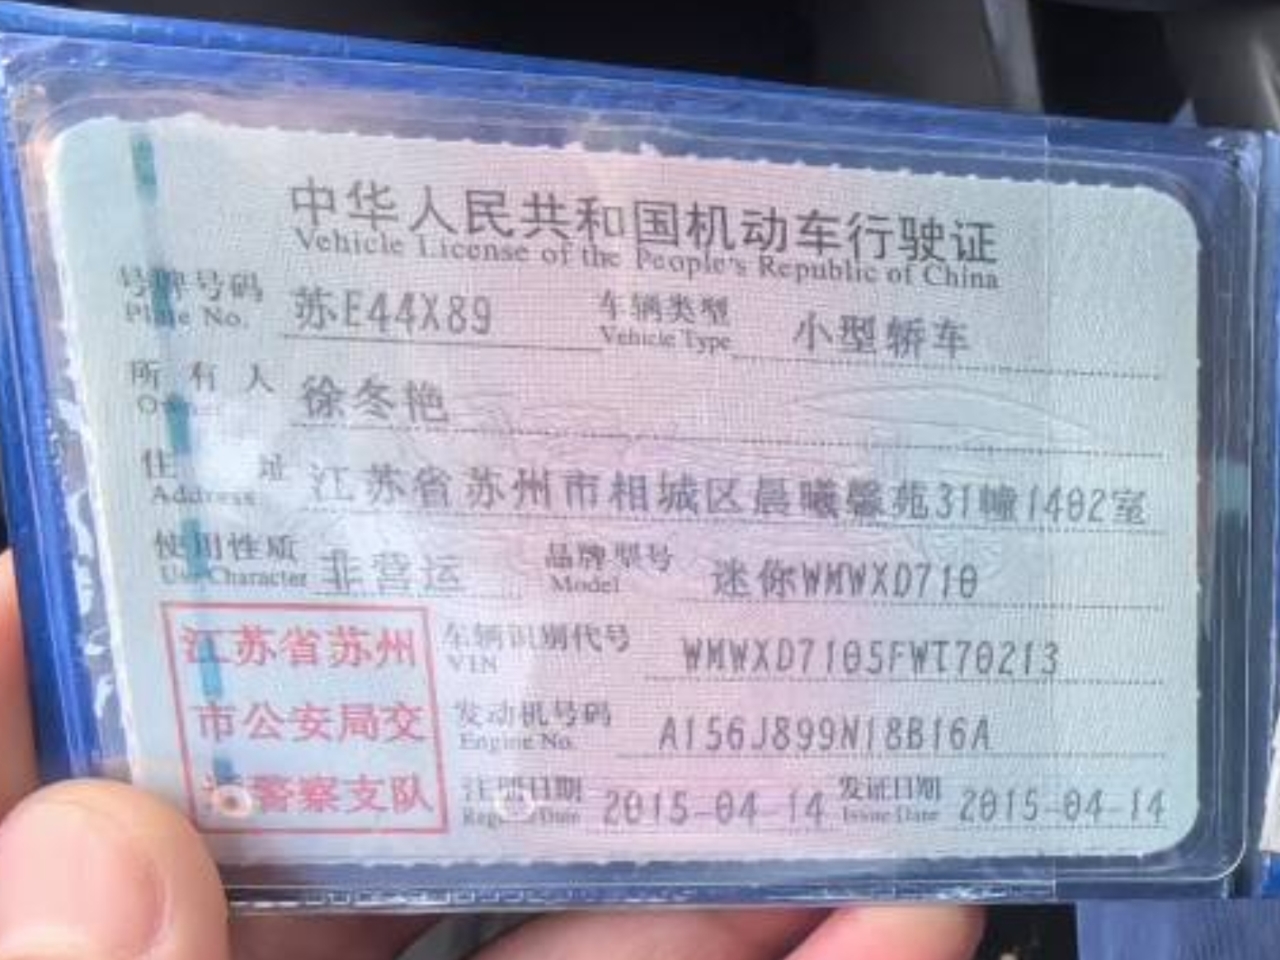 中华人民共和国机动车行驶证
Vehicle License of the People's Republic of China
号牌号码 苏E44X89 车辆类型 小型轿车
Plate No. Vehicle Type
所有人 徐冬艳
住 址 江苏省苏州市相城区晨曦馨苑31幢1402室
Address
使用性质 非营运 品牌型号 迷你WMWXD710
Use Character Model
江苏省苏州
市公安局交
警察支队
车辆识别代号 WMWXD7105FWT70213
VIN
发动机号码 A156J899N18B16A
Engine No.
注册日期 2015-04-14 发证日期 2015-04-14
Register Date Issue Date